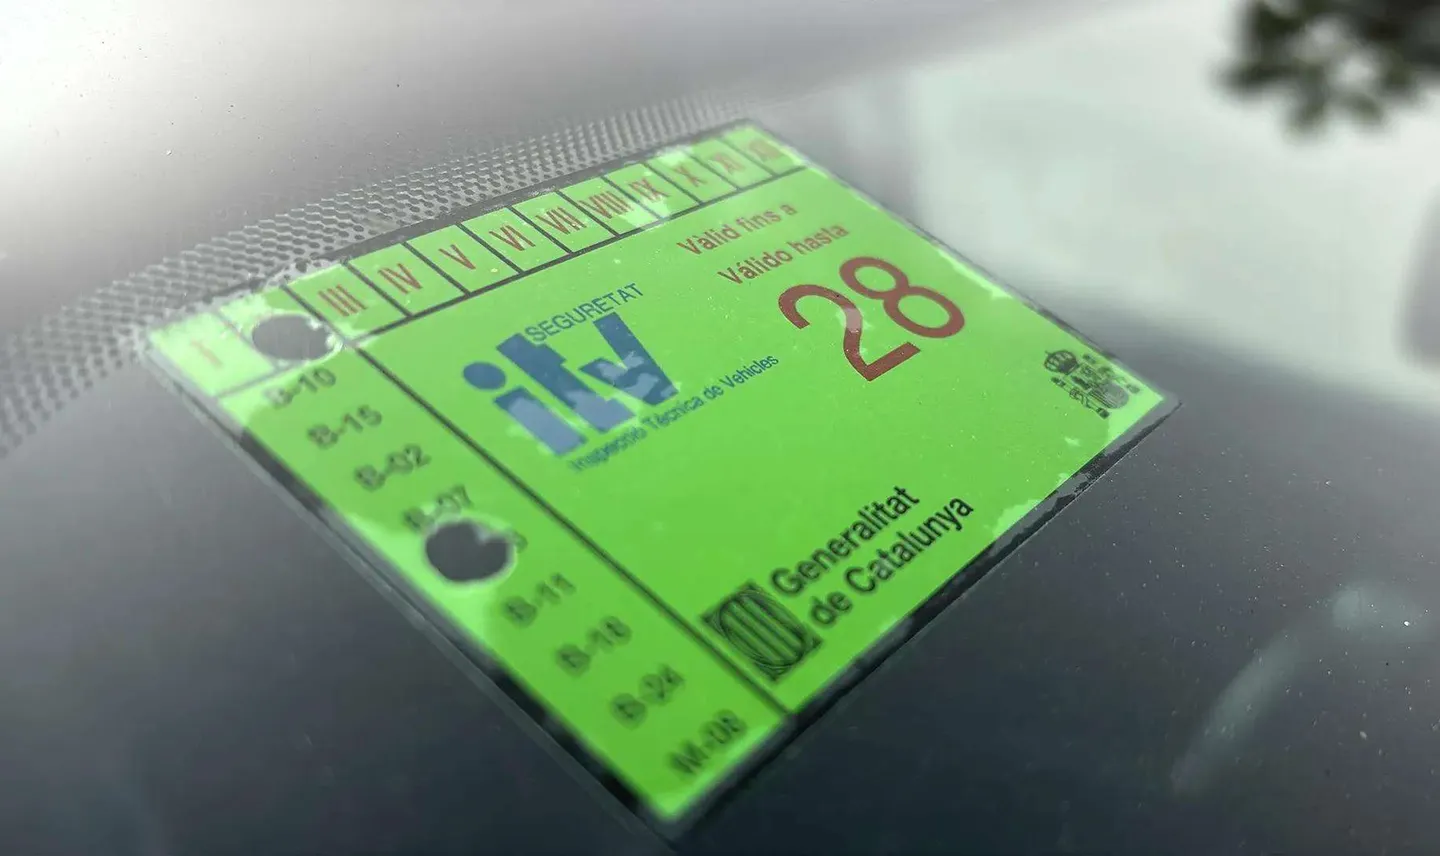 I III IV V VI VII VIII IX X XI XII
Vàlid fins a
Válido hasta
28
SEGURETAT
itv
Inspecció Tècnica de Vehicles
B-10
B-15
B-02
B-07
B-11
B-18
B-24
M-08
Generalitat
de Catalunya